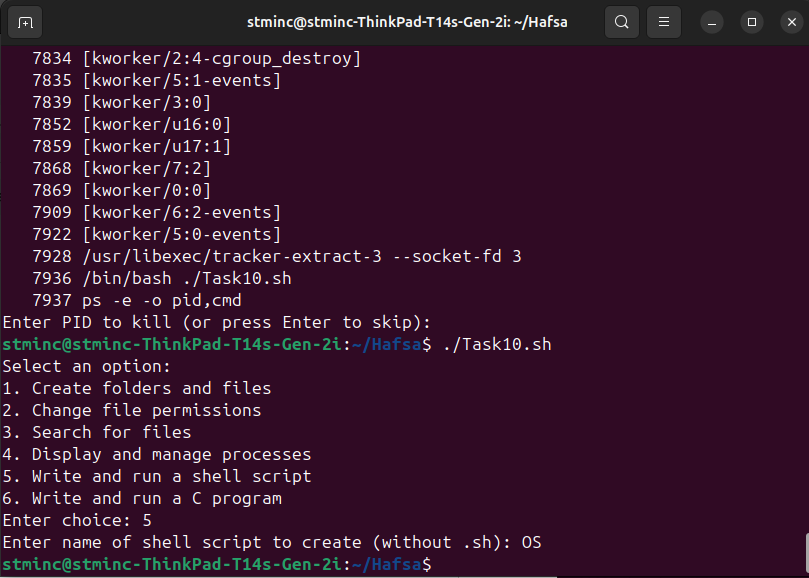 stminc@stminc-ThinkPad-T14s-Gen-2i: ~/Hafsa
7834 [kworker/2:4-cgroup_destroy]
7835 [kworker/5:1-events]
7839 [kworker/3:0]
7852 [kworker/u16:0]
7859 [kworker/u17:1]
7868 [kworker/7:2]
7869 [kworker/0:0]
7909 [kworker/6:2-events]
7922 [kworker/5:0-events]
7928 /usr/libexec/tracker-extract-3 --socket-fd 3
7936 /bin/bash ./Task10.sh
7937 ps -e -o pid,cmd
Enter PID to kill (or press Enter to skip):
stminc@stminc-ThinkPad-T14s-Gen-2i:~/Hafsa$ ./Task10.sh
Select an option:
1. Create folders and files
2. Change file permissions
3. Search for files
4. Display and manage processes
5. Write and run a shell script
6. Write and run a C program
Enter choice: 5
Enter name of shell script to create (without .sh): OS
stminc@stminc-ThinkPad-T14s-Gen-2i:~/Hafsa$